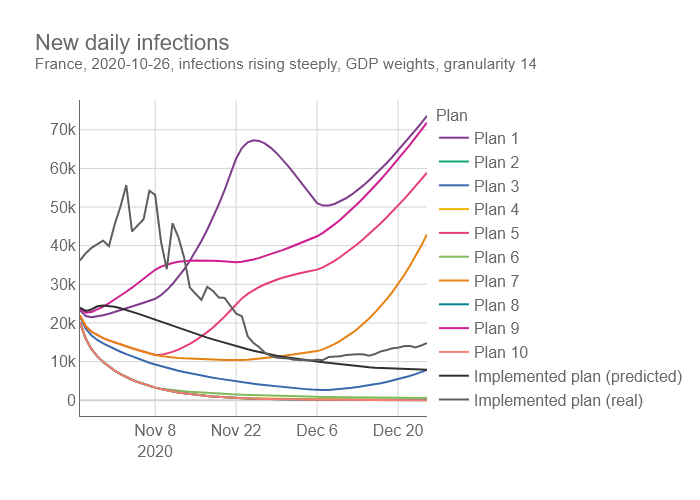 New daily infections
France, 2020-10-26, infections rising steeply, GDP weights, granularity 14
70k
60k
50k
40k
30k
20k
10k
0
Nov 8
2020
Nov 22
Dec 6
Dec 20
Plan
Plan 1
Plan 2
Plan 3
Plan 4
Plan 5
Plan 6
Plan 7
Plan 8
Plan 9
Plan 10
Implemented plan (predicted)
Implemented plan (real)